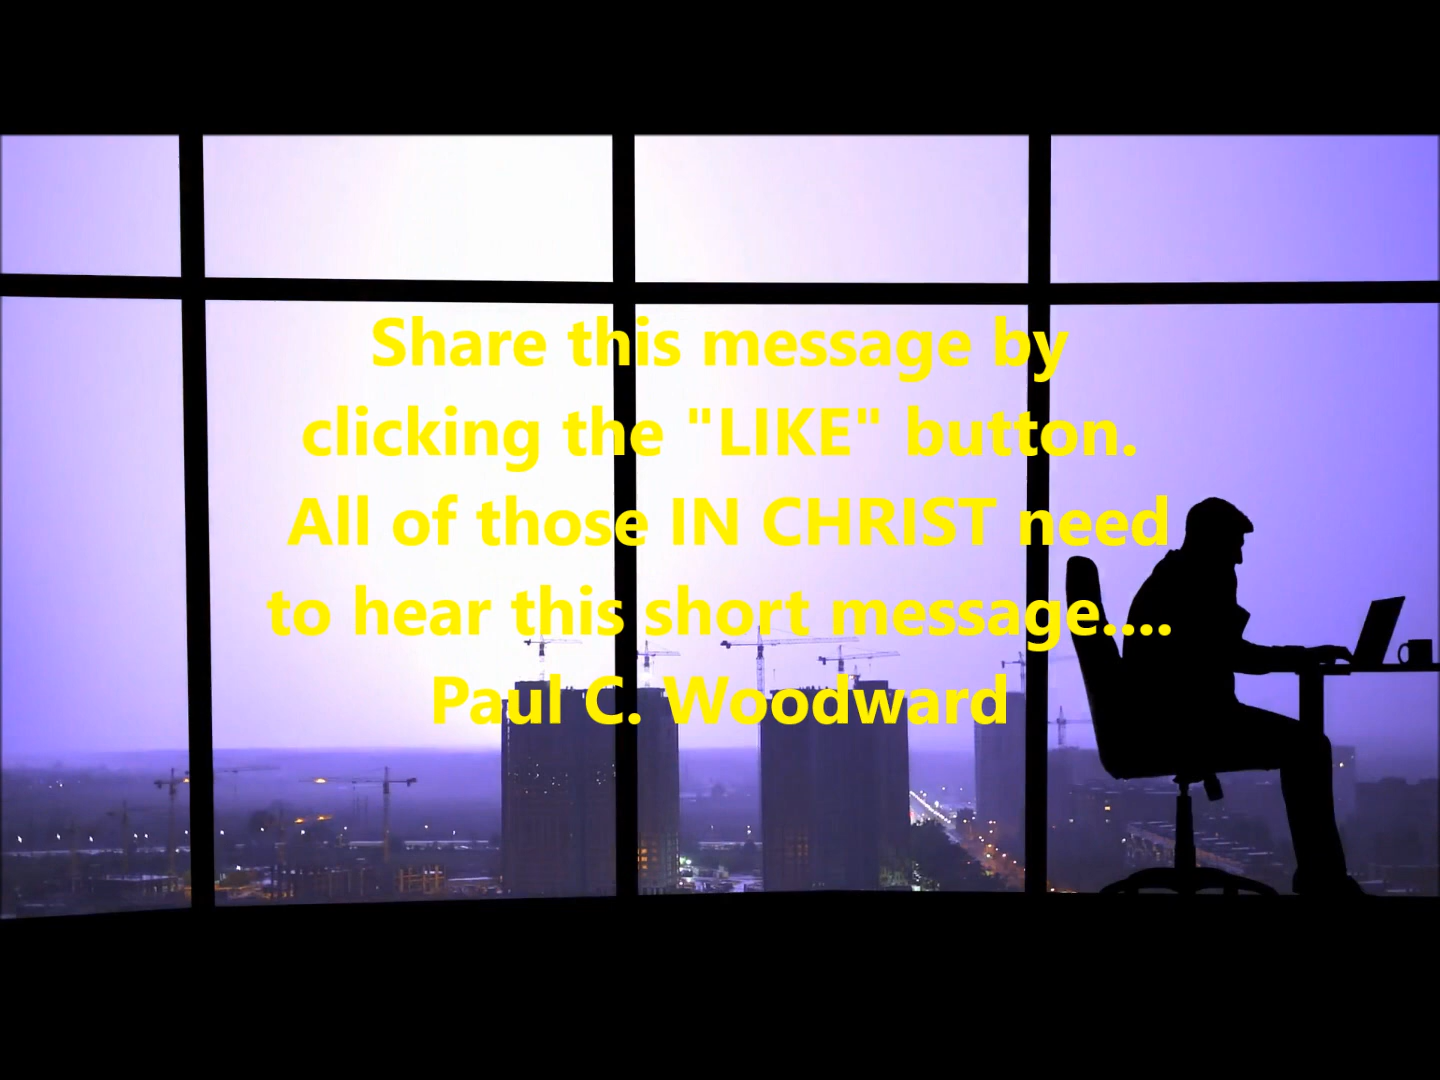 Share this message by
clicking the "LIKE" button.
All of those IN CHRIST need
to hear this short message....
Paul C. Woodward